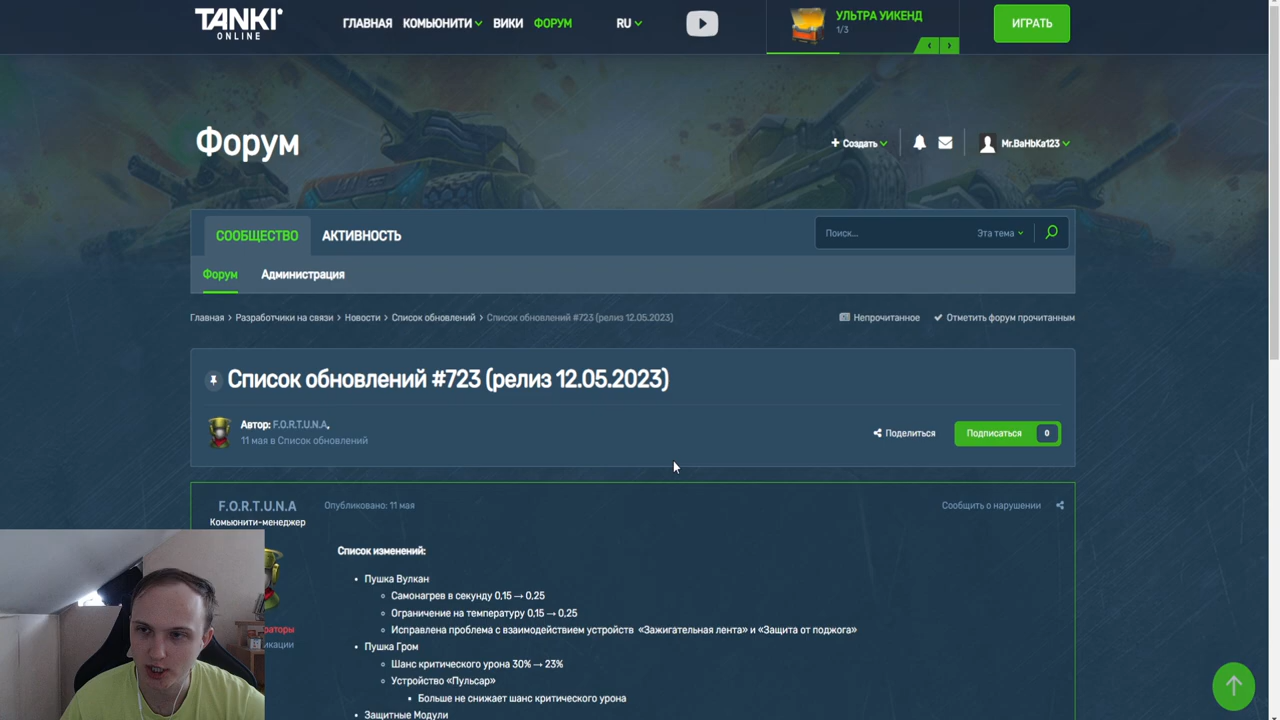 TANKI
ONLINE
ГЛАВНАЯ
КОМЬЮНИТИ
ВИКИ
ФОРУМ
RU
УЛЬТРА УИКЕНД
1/3
ИГРАТЬ
Форум
+ Создать
Mr.BaHbKa123
СООБЩЕСТВО
АКТИВНОСТЬ
Поиск...
Эта тема
Форум
Администрация
Главная > Разработчики на связи > Новости > Список обновлений > Список обновлений #723 (релиз 12.05.2023)
Непрочитанное
Отметить форум прочитанным
Список обновлений #723 (релиз 12.05.2023)
Автор: F.O.R.T.U.N.A,
11 мая в Список обновлений
Поделиться
Подписаться
0
F.O.R.T.U.N.A
Комьюнити-менеджер
Опубликовано: 11 мая
Сообщить о нарушении
Список изменений:
• Пушка Вулкан
Самонагрев в секунду 0,15 → 0,25
Ограничение на температуру 0,15 → 0,25
Исправлена проблема с взаимодействием устройств «Зажигательная лента» и «Защита от поджога»
• Пушка Гром
Шанс критического урона 30% → 23%
Устройство «Пульсар»
Больше не снижает шанс критического урона
• Защитные Модули